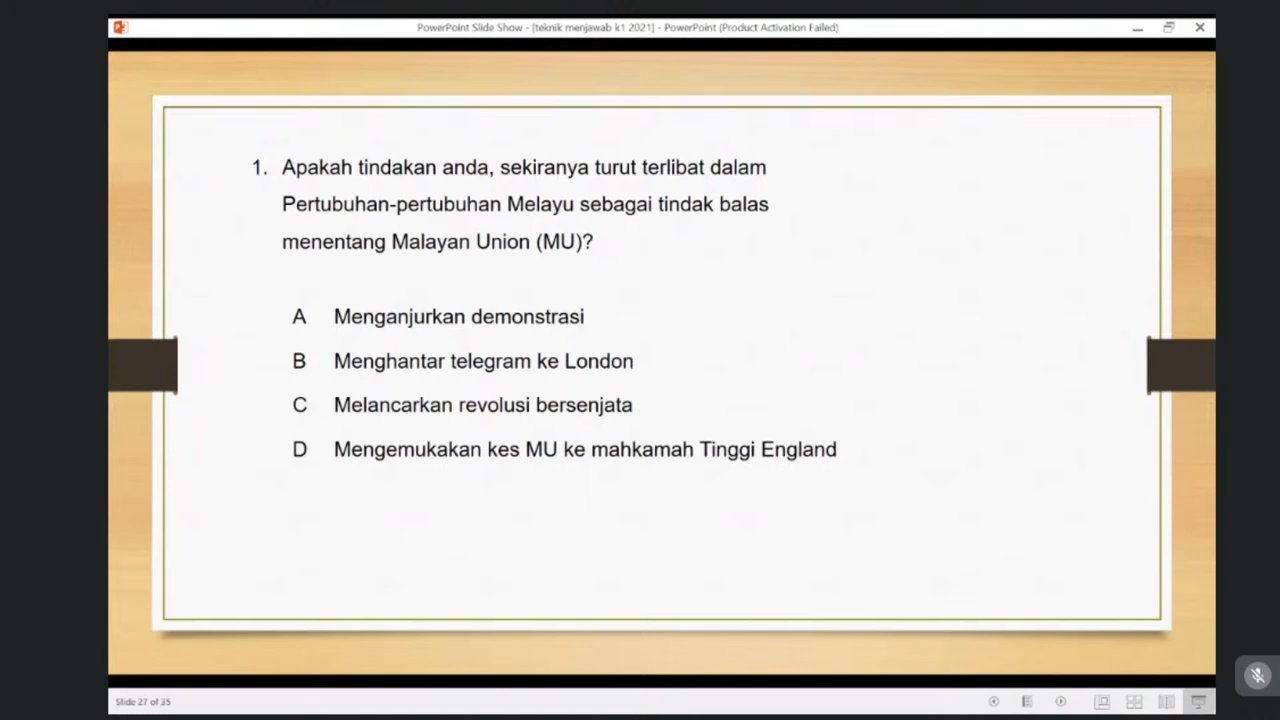 PowerPoint Slide Show - [teknik menjawab k1 2021] - PowerPoint (Product Activation Failed)
1. Apakah tindakan anda, sekiranya turut terlibat dalam
Pertubuhan-pertubuhan Melayu sebagai tindak balas
menentang Malayan Union (MU)?
A Menganjurkan demonstrasi
B Menghantar telegram ke London
C Melancarkan revolusi bersenjata
D Mengemukakan kes MU ke mahkamah Tinggi England
Slide 27 of 35